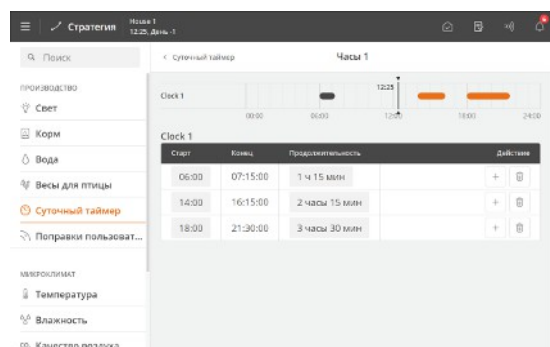 Стратегия
House 1
12:25, День -1
Поиск
Суточный таймер
Часы 1
ПРОИЗВОДСТВО
Свет
Корм
Вода
Весы для птицы
Суточный таймер
Поправки пользоват...
МИКРОКЛИМАТ
Температура
Влажность
Качество воздуха
Clock 1
12:25
00:00 06:00 12:00 18:00 24:00
Clock 1
Старт Конец Продолжительность Действие
06:00 07:15:00 1 ч 15 мин
14:00 16:15:00 2 часы 15 мин
18:00 21:30:00 3 часы 30 мин